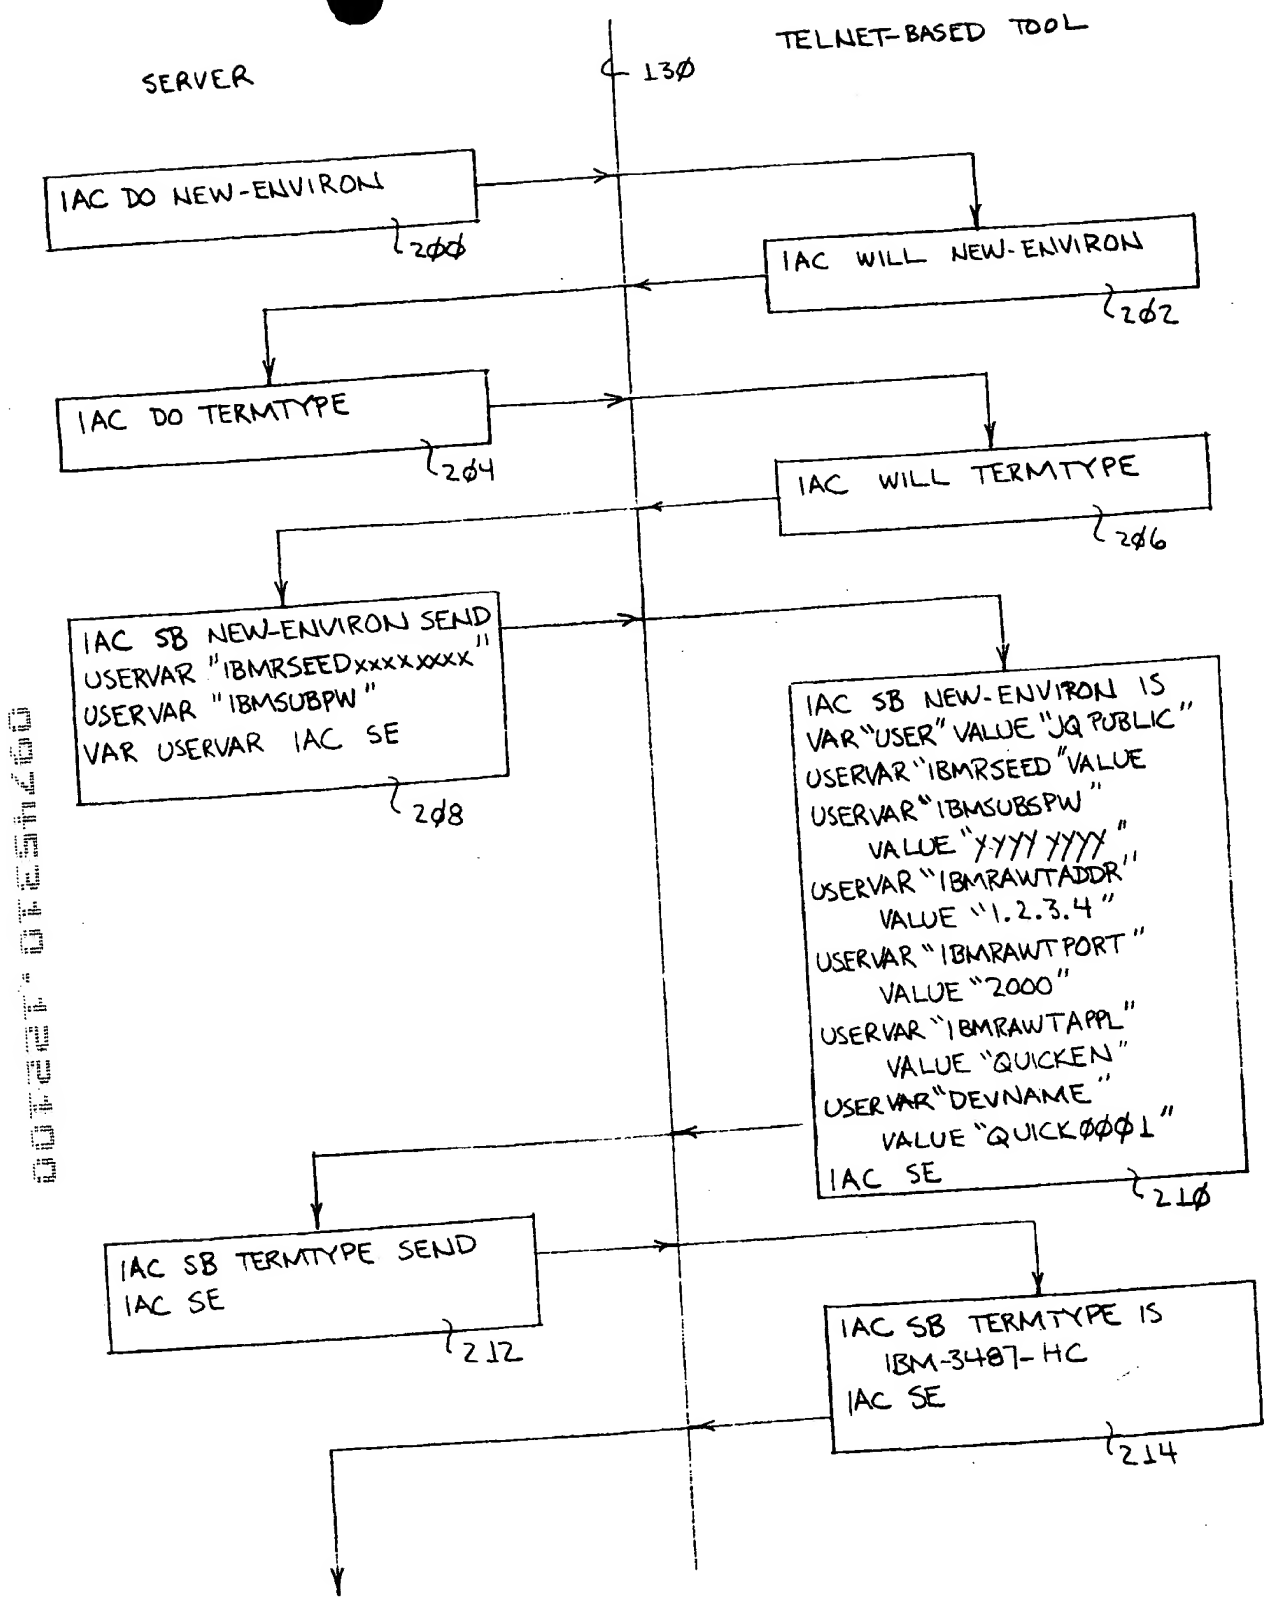 TELNET-BASED TOOL
SERVER
130
IAC DO NEW-ENVIRON
200
IAC WILL NEW-ENVIRON
202
IAC DO TERMTYPE
204
IAC WILL TERMTYPE
206
IAC SB NEW-ENVIRON SEND
USERVAR "IBMRSEEDxxxxxxxx"
USERVAR "IBMSUBPW"
VAR USERVAR IAC SE
208
IAC SB NEW-ENVIRON IS
VAR "USER" VALUE "JQPUBLIC"
USERVAR "IBMRSEED" VALUE
USERVAR "IBMSUBSPW"
VALUE "YYYYYYYY"
USERVAR "IBMRAWTADDR"
VALUE "1.2.3.4"
USERVAR "IBMRAWTPORT"
VALUE "2000"
USERVAR "IBMRAWTAPPL"
VALUE "QUICKEN"
USERVAR "DEVNAME"
VALUE "QUICK0001"
IAC SE
210
IAC SB TERMTYPE SEND
IAC SE
212
IAC SB TERMTYPE IS
IBM-3487-HC
IAC SE
214
09745310.122100